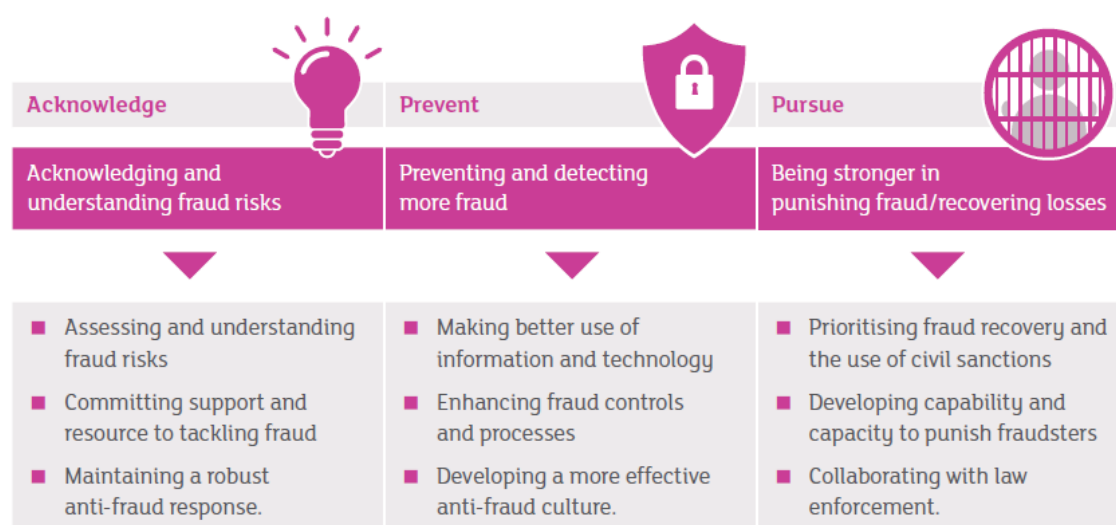 Acknowledge
Prevent
Pursue
Acknowledging and
understanding fraud risks
Preventing and detecting
more fraud
Being stronger in
punishing fraud/recovering losses
Assessing and understanding
fraud risks
Committing support and
resource to tackling fraud
Maintaining a robust
anti-fraud response.
Making better use of
information and technology
Enhancing fraud controls
and processes
Developing a more effective
anti-fraud culture.
Prioritising fraud recovery and
the use of civil sanctions
Developing capability and
capacity to punish fraudsters
Collaborating with law
enforcement.